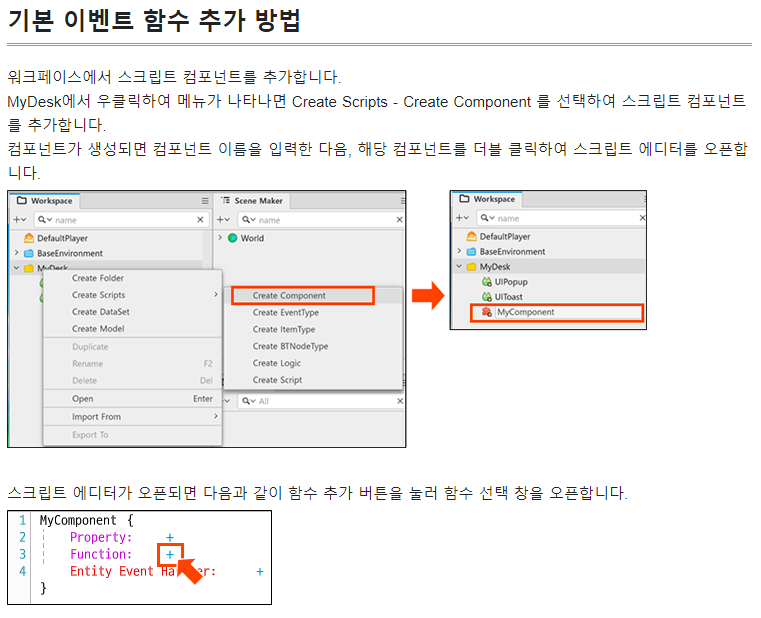 기본 이벤트 함수 추가 방법
워크페이스에서 스크립트 컴포넌트를 추가합니다.
MyDesk에서 우클릭하여 메뉴가 나타나면 Create Scripts - Create Component 를 선택하여 스크립트 컴포넌트
를 추가합니다.
컴포넌트가 생성되면 컴포넌트 이름을 입력한 다음, 해당 컴포넌트를 더블 클릭하여 스크립트 에디터를 오픈합
니다.
Workspace
name
DefaultPlayer
BaseEnvironment
MyDesk
Create Folder
Create Scripts
Create DataSet
Create Model
Duplicate
Rename F2
Delete Del
Open Enter
Import From
Export To
Scene Maker
name
World
Create Component
Create EventType
Create ItemType
Create BTNodeType
Create Logic
Create Script
All
Workspace
name
DefaultPlayer
BaseEnvironment
MyDesk
UIPopup
UIToast
MyComponent
스크립트 에디터가 오픈되면 다음과 같이 함수 추가 버튼을 눌러 함수 선택 창을 오픈합니다.
1 MyComponent {
2 Property: +
3 Function: +
4 Entity Event Handler: +
}